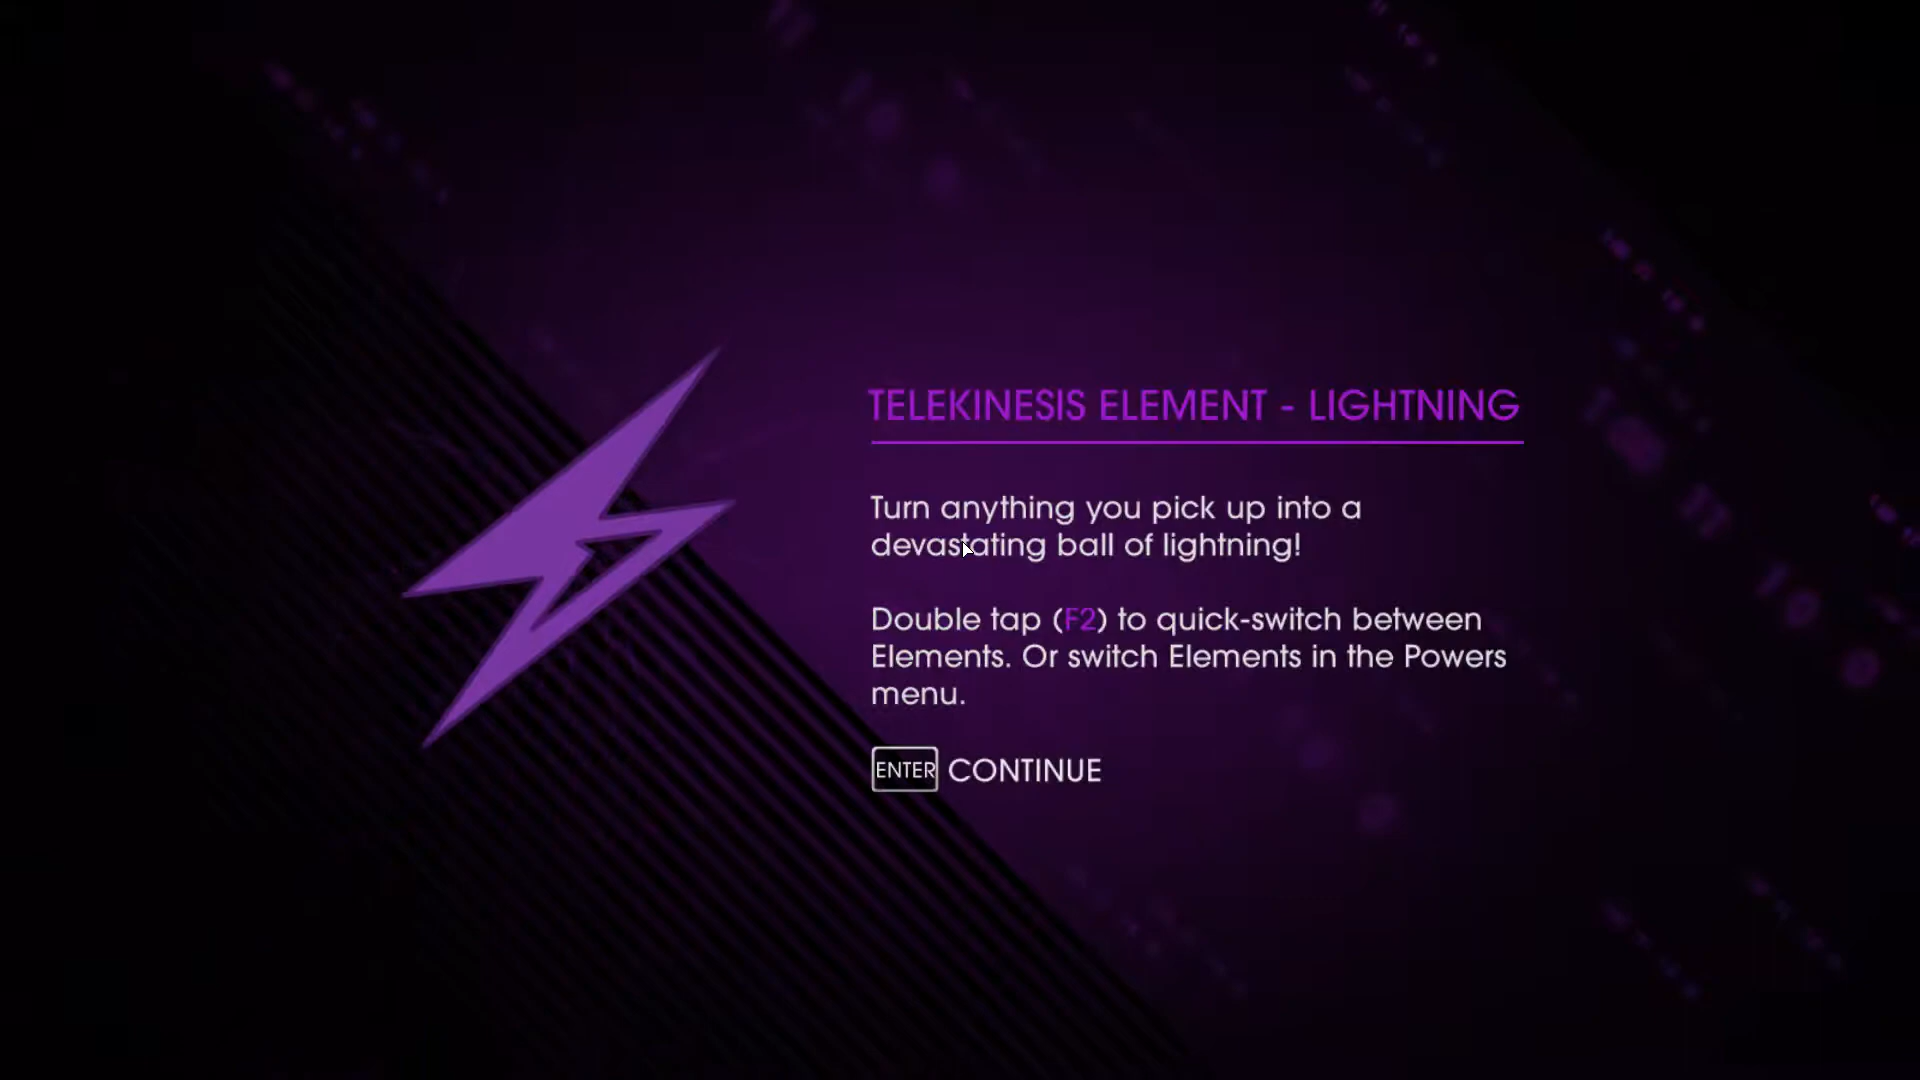 TELEKINESIS ELEMENT - LIGHTNING
Turn anything you pick up into a
devastating ball of lightning!
Double tap (F2) to quick-switch between
Elements. Or switch Elements in the Powers
menu.
ENTER CONTINUE